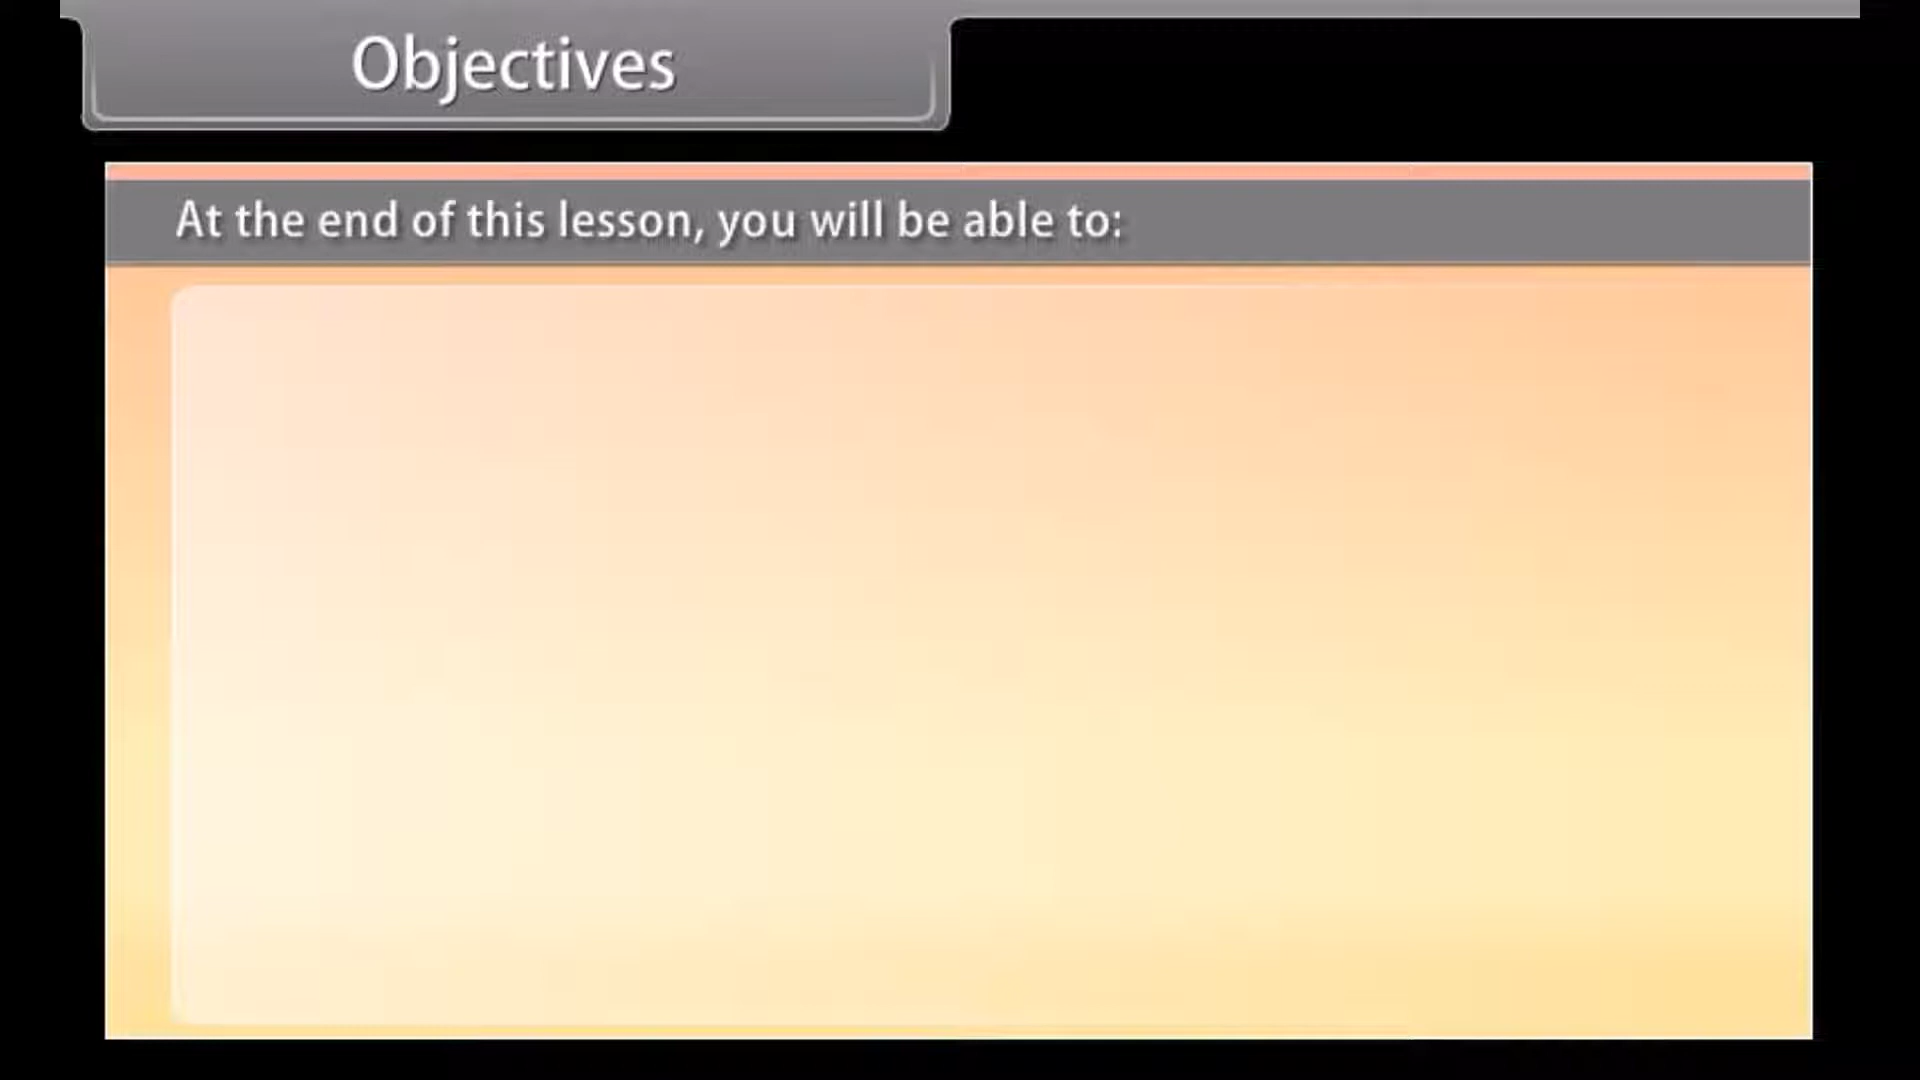 Objectives
At the end of this lesson, you will be able to: